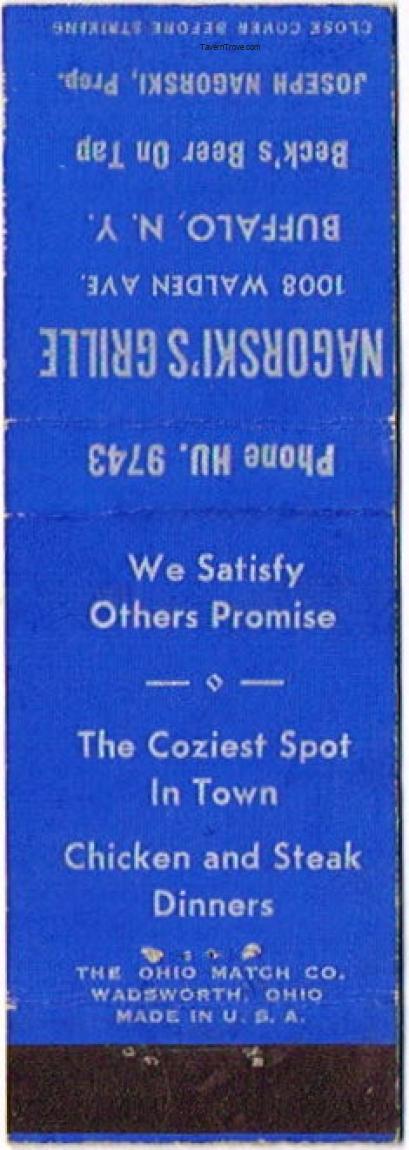 NAGORSKI'S GRILLE
1008 WALDEN AVE.
BUFFALO, N. Y.
Beck's Beer On Tap
JOSEPH NAGORSKI, Prop.
TavernTrove.com
CLOSE COVER BEFORE STRIKING
Phone HU. 9743
We Satisfy
Others Promise
The Coziest Spot
In Town
Chicken and Steak
Dinners
THE OHIO MATCH CO.
WADSWORTH, OHIO
MADE IN U. S. A.